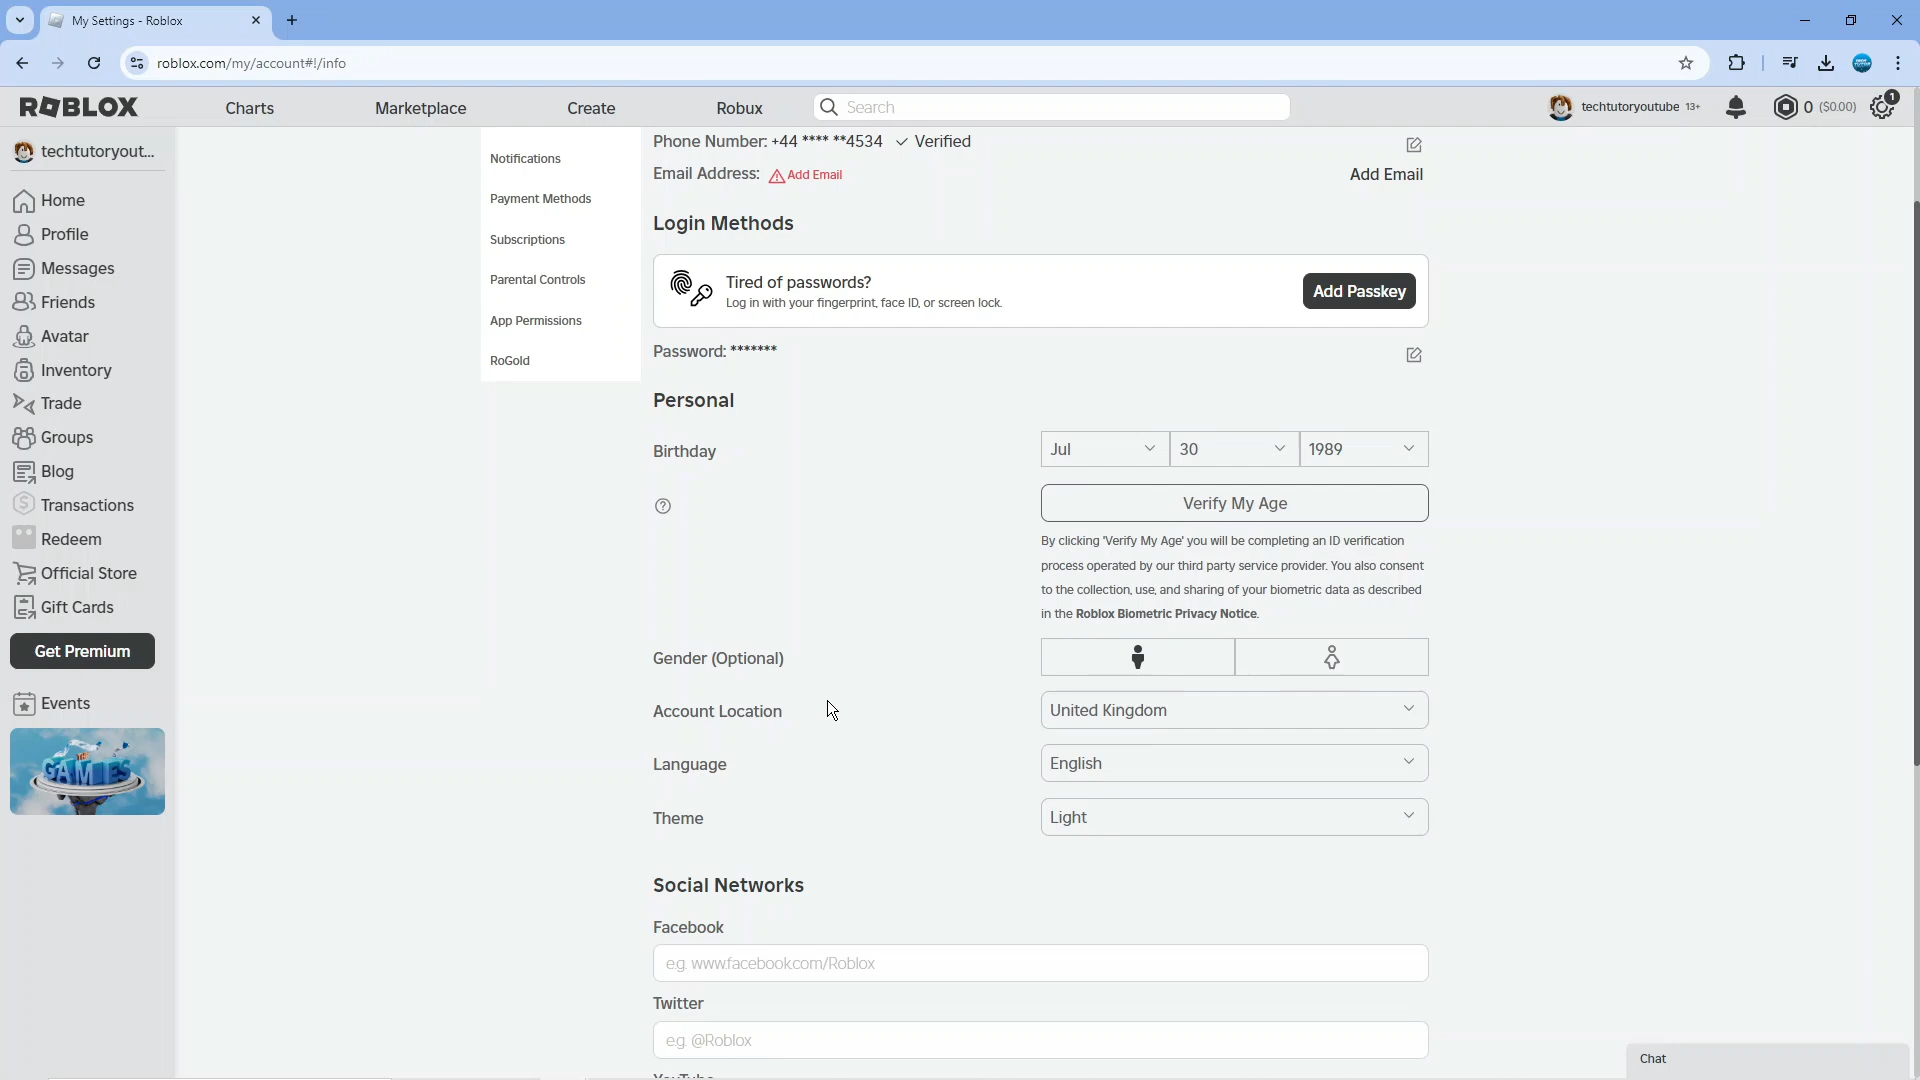 My Settings - Roblox
roblox.com/my/account#!/info
ROBLOX
Charts
Marketplace
Create
Robux
Search
techtutoryoutube 13+
0 ($0.00)
1
techtutoryout...
Home
Profile
Messages
Friends
Avatar
Inventory
Trade
Groups
Blog
Transactions
Redeem
Official Store
Gift Cards
Get Premium
Events
THE GAMES
Notifications
Payment Methods
Subscriptions
Parental Controls
App Permissions
RoGold
Phone Number: +44 **** **4534 ✓ Verified
Email Address: Add Email
Add Email
Login Methods
Tired of passwords?
Log in with your fingerprint, face ID, or screen lock.
Add Passkey
Password: *******
Personal
Birthday
Jul
30
1989
Verify My Age
By clicking 'Verify My Age' you will be completing an ID verification
process operated by our third party service provider. You also consent
to the collection, use, and sharing of your biometric data as described
in the Roblox Biometric Privacy Notice.
Gender (Optional)
Account Location
United Kingdom
Language
English
Theme
Light
Social Networks
Facebook
e.g. www.facebook.com/Roblox
Twitter
e.g. @Roblox
YouTube
Chat